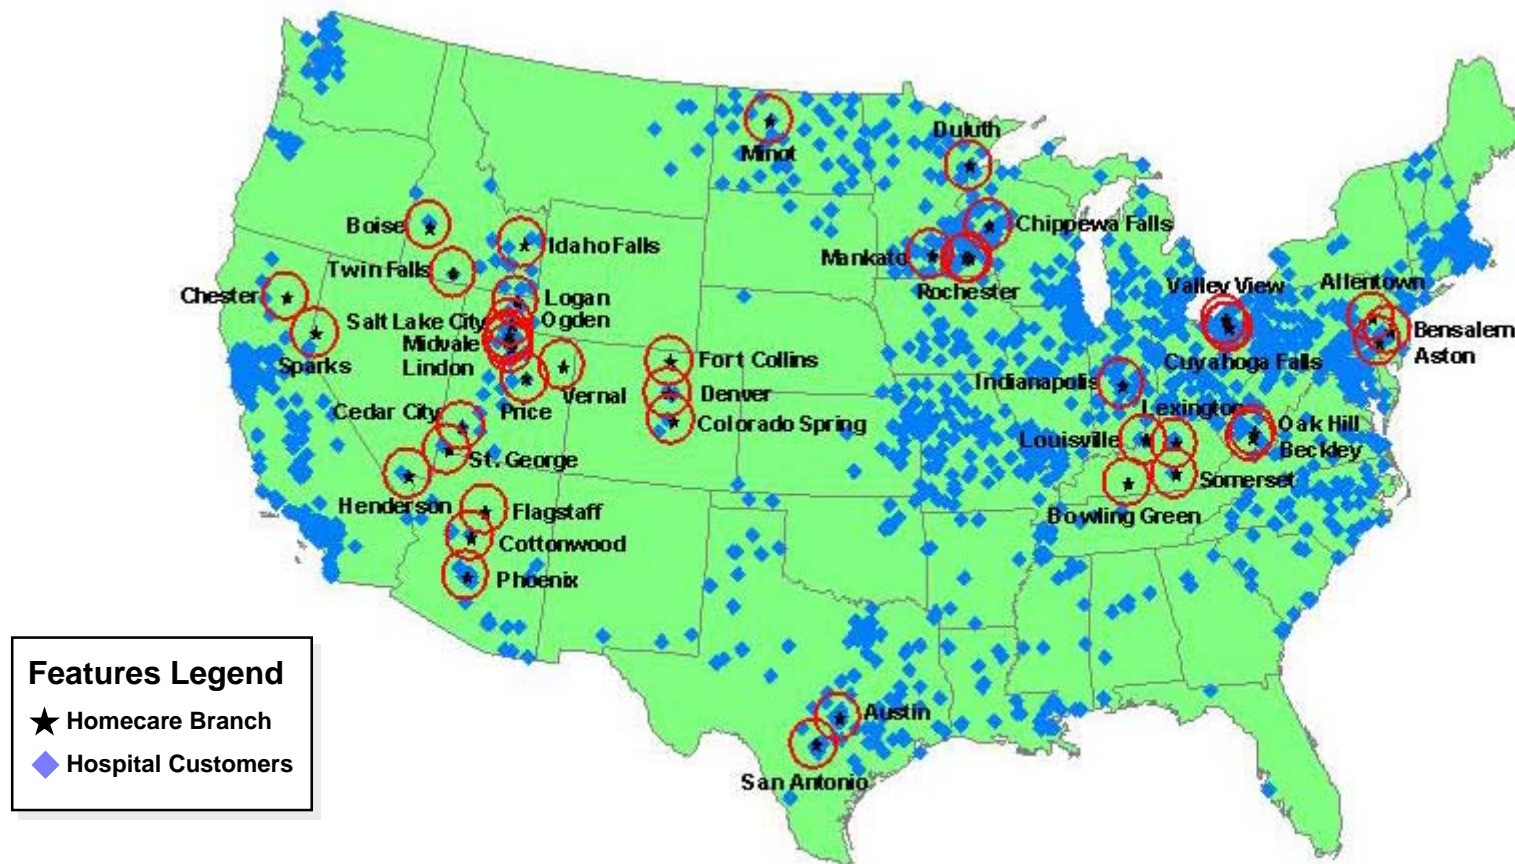 Duluth
Minot
Boise
Chippewa Falls
Idaho Falls
Mankato
Twin Falls
Rochester
Valley View
Allentown
Chester
Logan
Salt Lake City
Ogden
Bensalem
Midvale
Aston
Sparks
Lindon
Fort Collins
Cuyahoga Falls
Vernal
Denver
Indianapolis
Price
Cedar City
Lexington
Colorado Spring
Oak Hill
Louisville
Beckley
St. George
Somerset
Henderson
Flagstaff
Bowling Green
Cottonwood
Phoenix
Features Legend
Homecare Branch
Hospital Customers
Austin
San Antonio